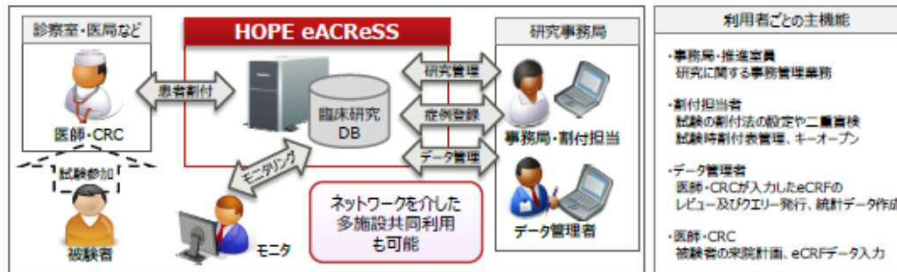 診察室・医局など
医師・CRC
試験参加
被験者
HOPE eACReSS
患者割付
臨床研究
DB
モニタリング
モニタ
ネットワークを介した
多施設共同利用
も可能
研究管理
症例登録
データ管理
研究事務局
事務局・割付担当
データ管理者
利用者ごとの主機能
・事務局・推進室員
研究に関する事務管理業務
・割付担当者
試験の割付法の設定や二重盲検
試験時割付表管理、キーオープン
・データ管理者
医師・CRCが入力したeCRFの
レビュー及びクエリー発行、統計データ作成
・医師・CRC
被験者の来院計画、eCRFデータ入力